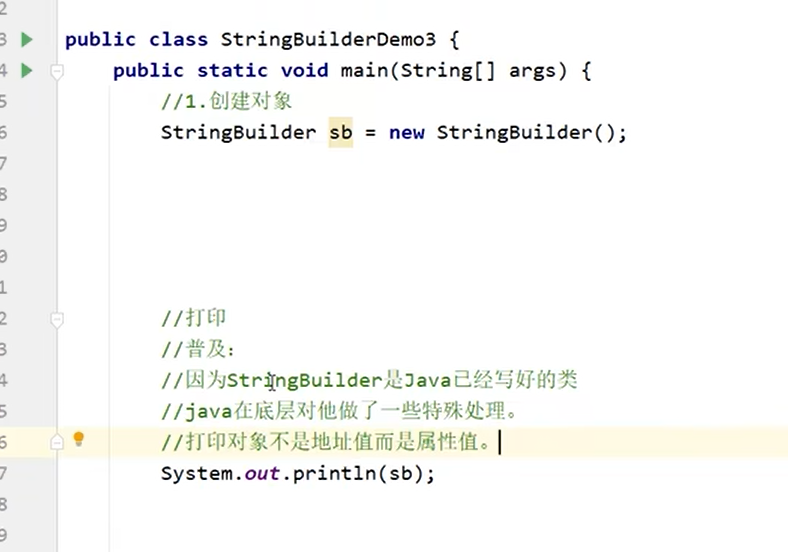 2
3 public class StringBuilderDemo3 {
4 public static void main(String[] args) {
5 //1.创建对象
6 StringBuilder sb = new StringBuilder();
7
8
9
0
1
2 //打印
3 //普及：
4 //因为StringBuilder是Java已经写好的类
5 //java在底层对他做了一些特殊处理。
6 //打印对象不是地址值而是属性值。
7 System.out.println(sb);
8
9